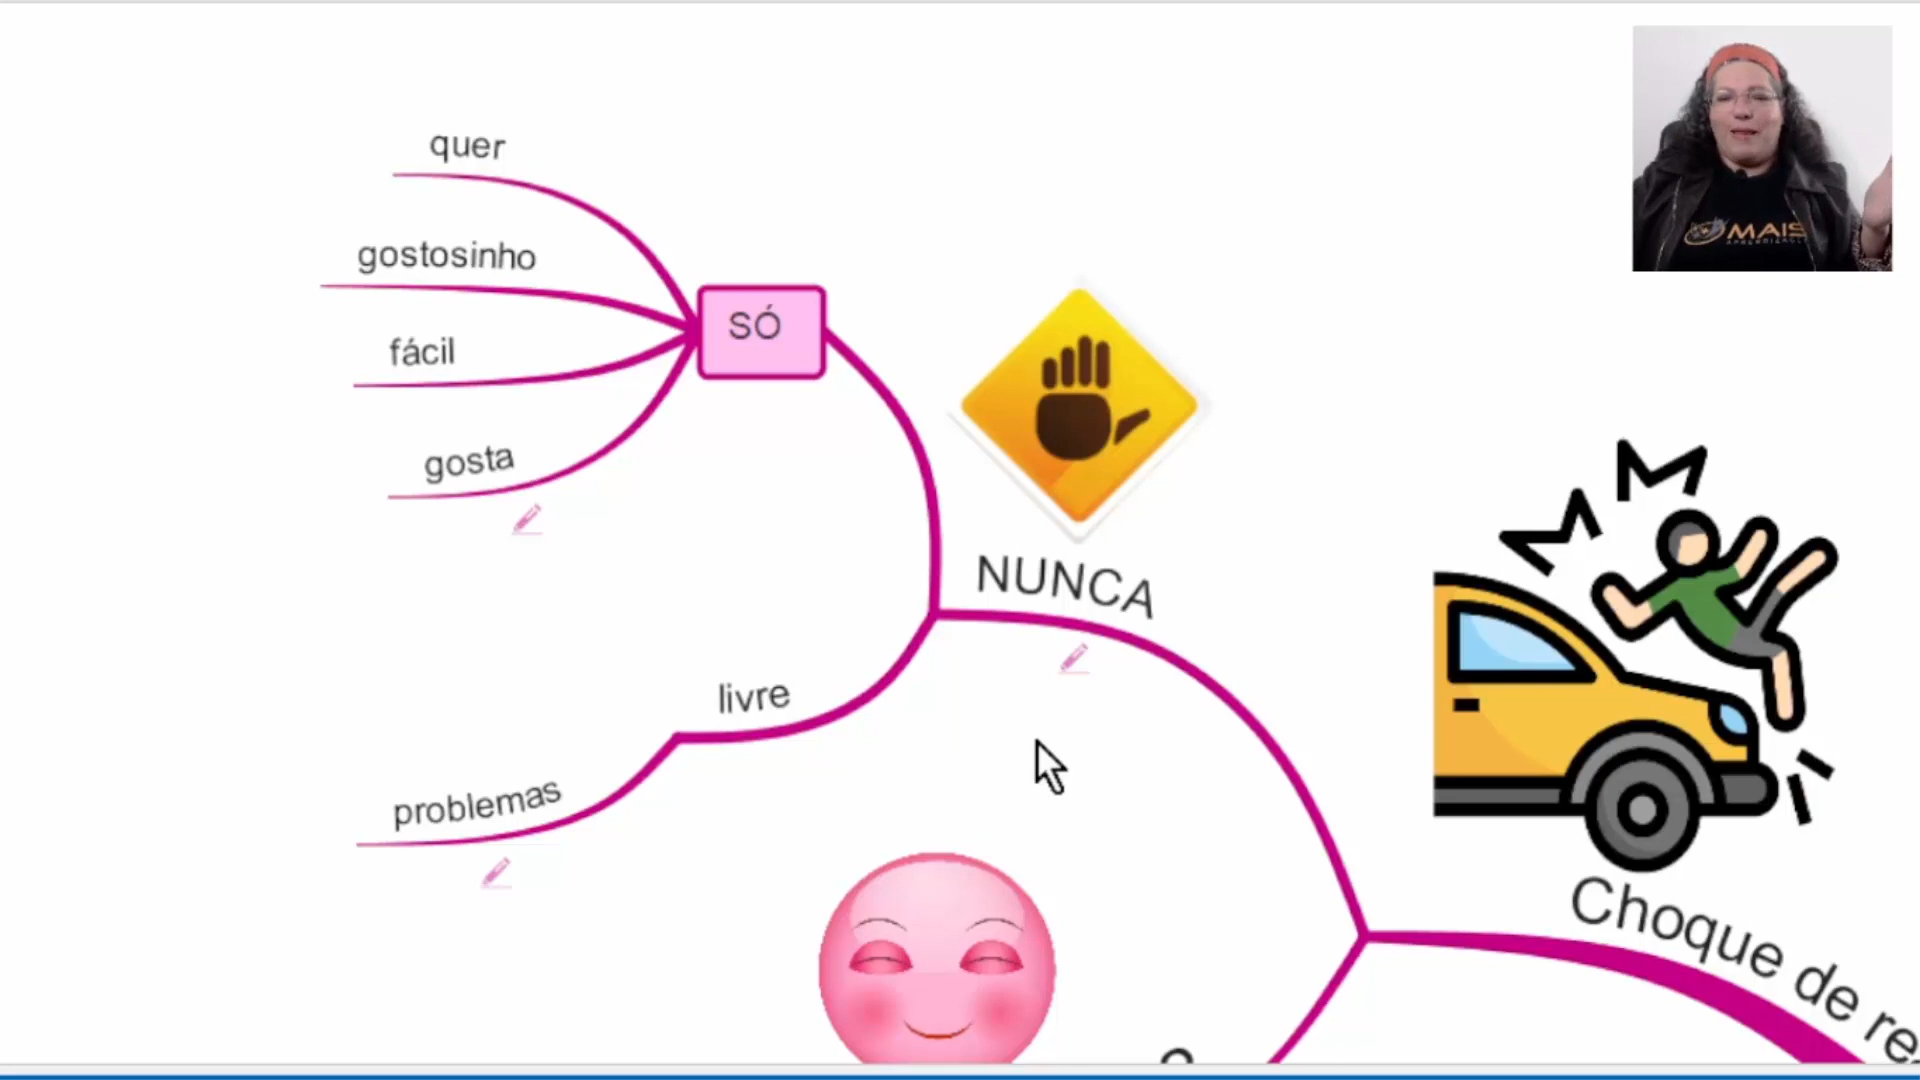 quer
gostosinho
SÓ
fácil
gosta
NUNCA
livre
problemas
Choque de re
MAIS